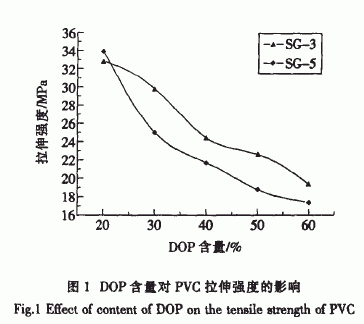 36
34
32
30
28
26
24
22
20
18
16
拉伸强度/MPa
SG-3
SG-5
20 30 40 50 60
DOP 含量/%
图 1 DOP 含量对 PVC 拉伸强度的影响
Fig.1 Effect of content of DOP on the tensile strength of PVC